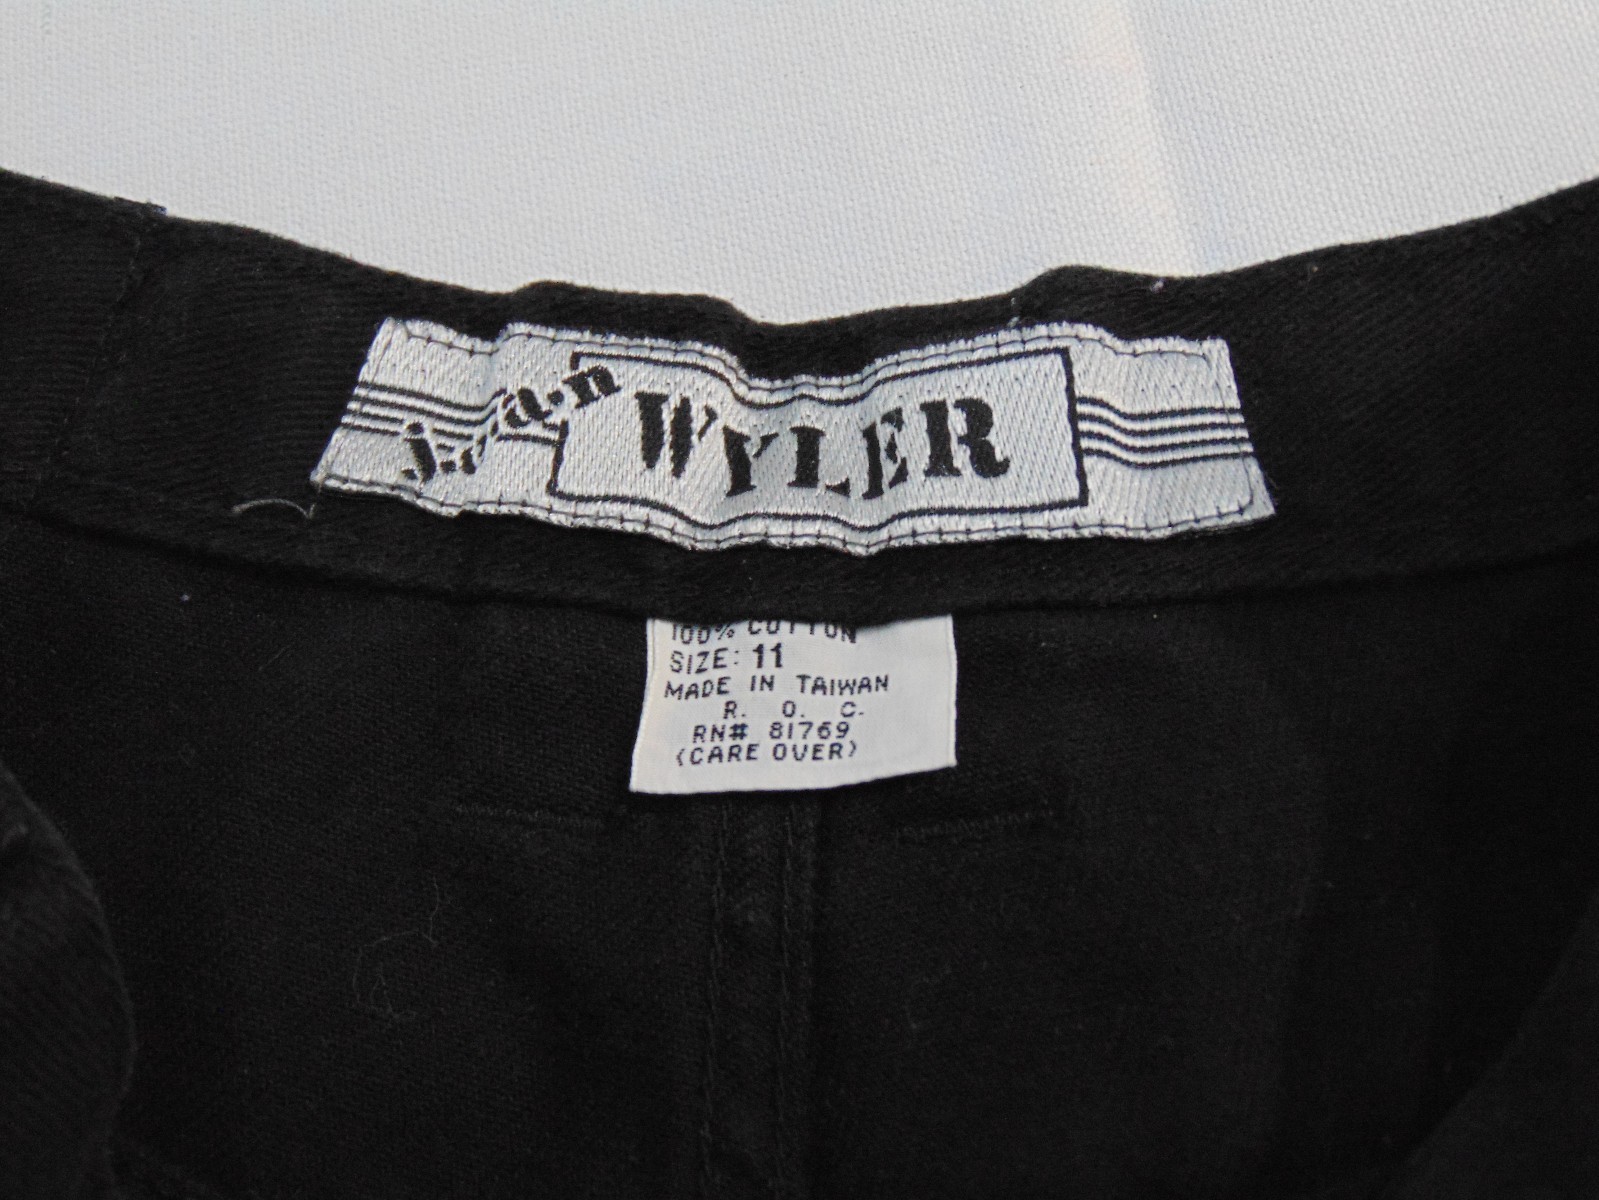 WYLER
100% COTTON
SIZE: 11
MADE IN TAIWAN
R. O. C.
RN# 81769
(CARE OVER)